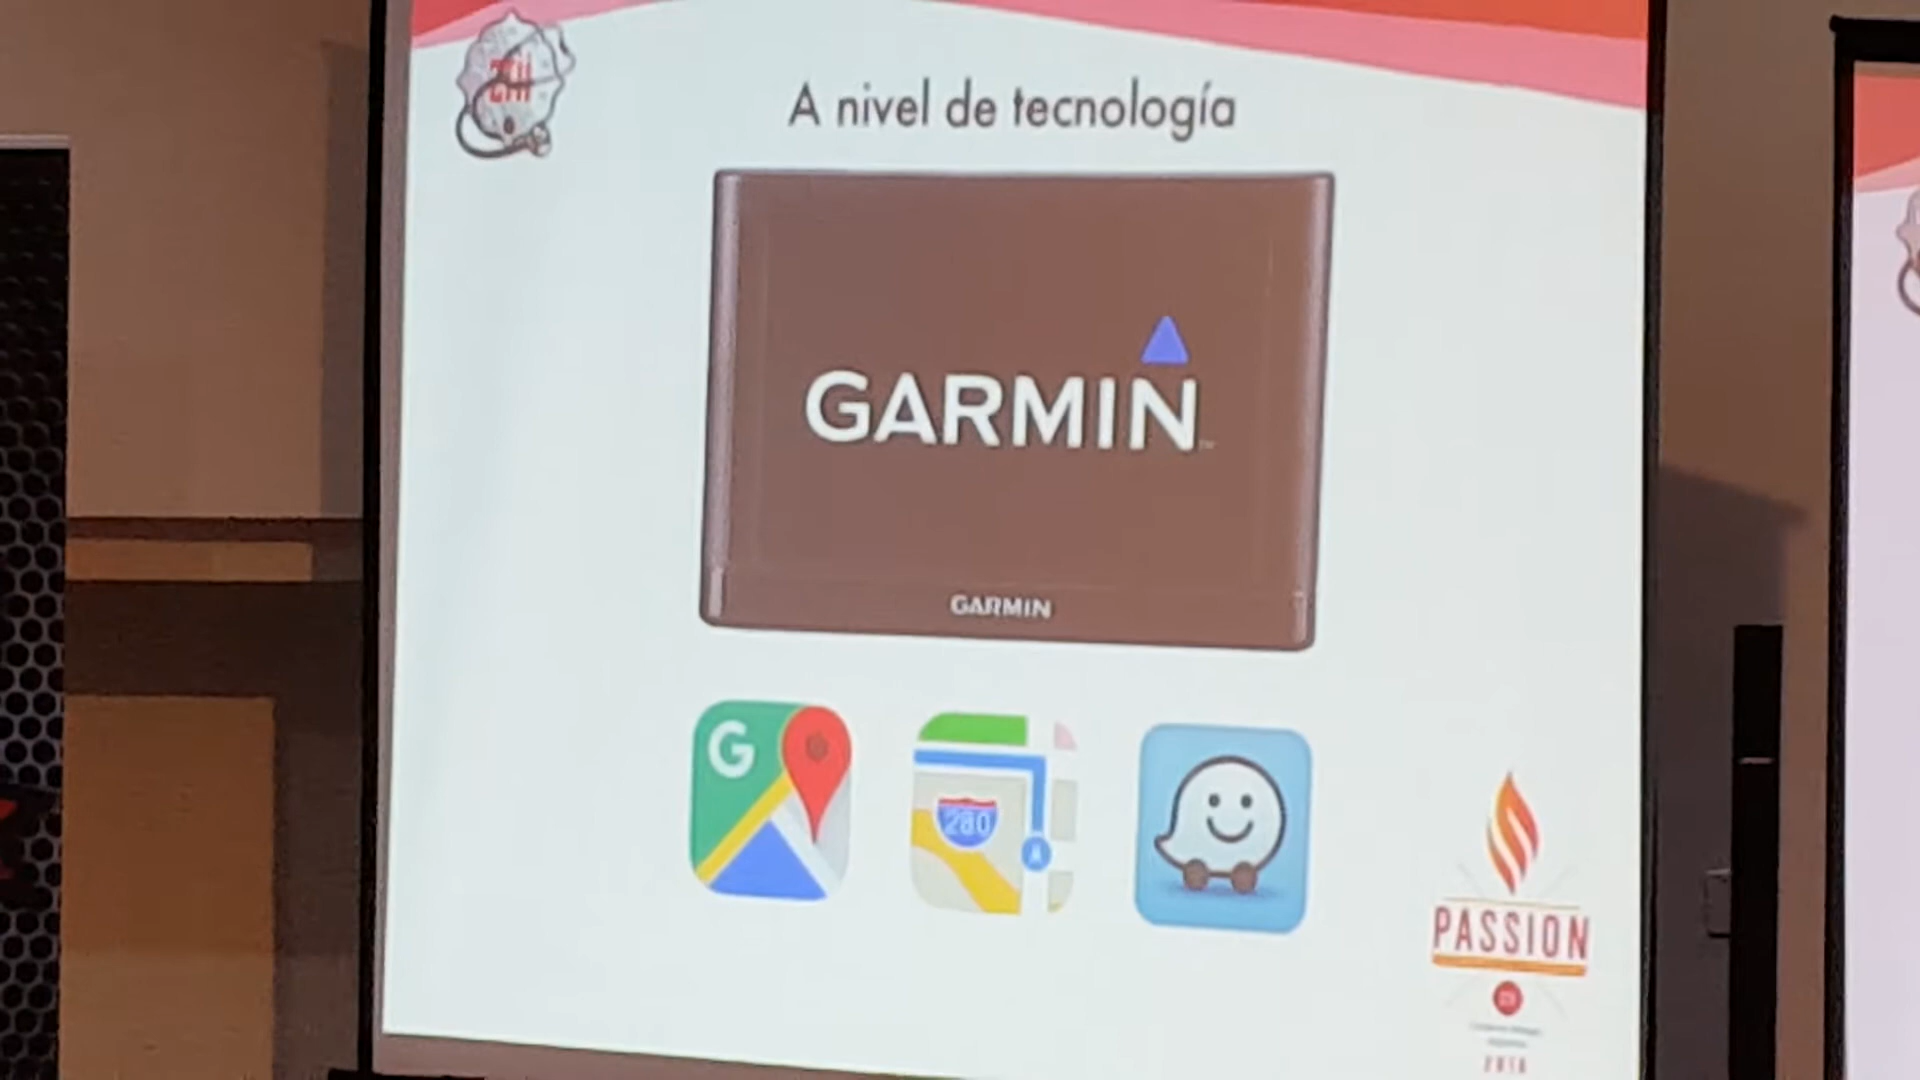 A nivel de tecnología
GARMIN
GARMIN
G
280
PASSION